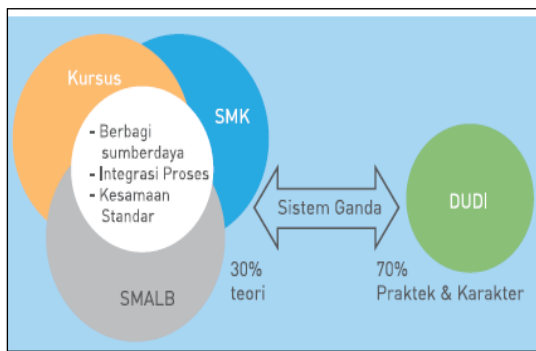 Kursus
SMK
- Berbagi
sumberdaya
- Integrasi Proses
- Kesamaan
Standar
SMALB
Sistem Ganda
30%
teori
70%
Praktek & Karakter
DUDI